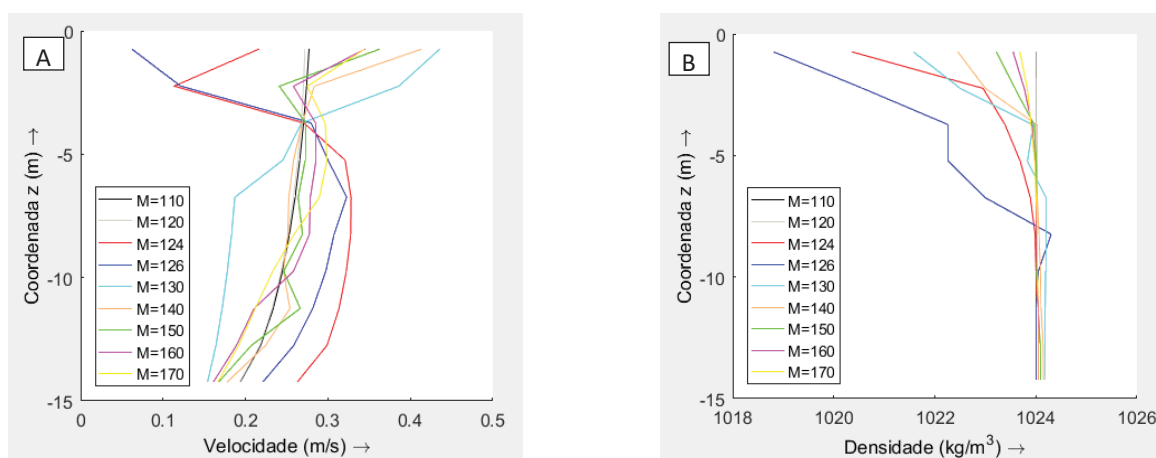 A
0
-5
-10
-15
Coordenada z (m) →
M=110
M=120
M=124
M=126
M=130
M=140
M=150
M=160
M=170
0
0.1
0.2
0.3
0.4
0.5
Velocidade (m/s) →
B
0
-5
-10
-15
Coordenada z (m) →
M=110
M=120
M=124
M=126
M=130
M=140
M=150
M=160
M=170
1018
1020
1022
1024
1026
Densidade (kg/m³) →